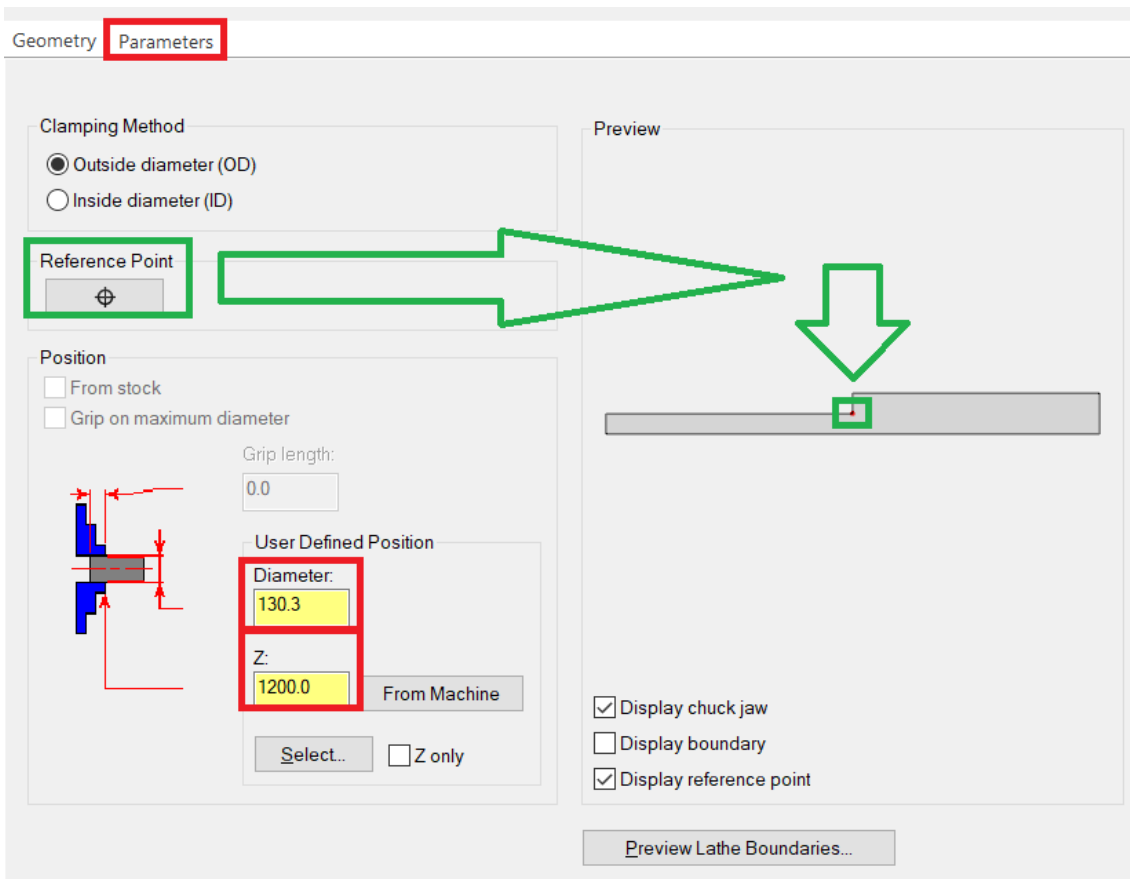 Geometry Parameters
Clamping Method
Outside diameter (OD)
Inside diameter (ID)
Reference Point
Position
From stock
Grip on maximum diameter
Grip length:
0.0
User Defined Position
Diameter:
130.3
Z:
1200.0
From Machine
Select...
Z only
Preview
Display chuck jaw
Display boundary
Display reference point
Preview Lathe Boundaries...